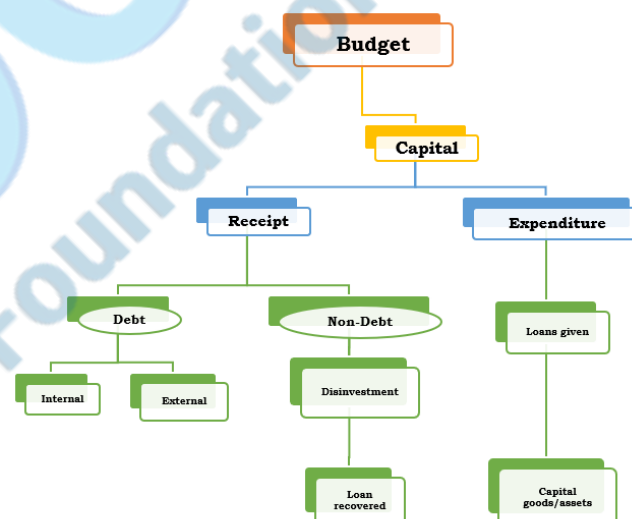 Budget
Capital
Receipt
Expenditure
Debt
Non-Debt
Loans given
Internal
External
Disinvestment
Loan
recovered
Capital
goods/assets